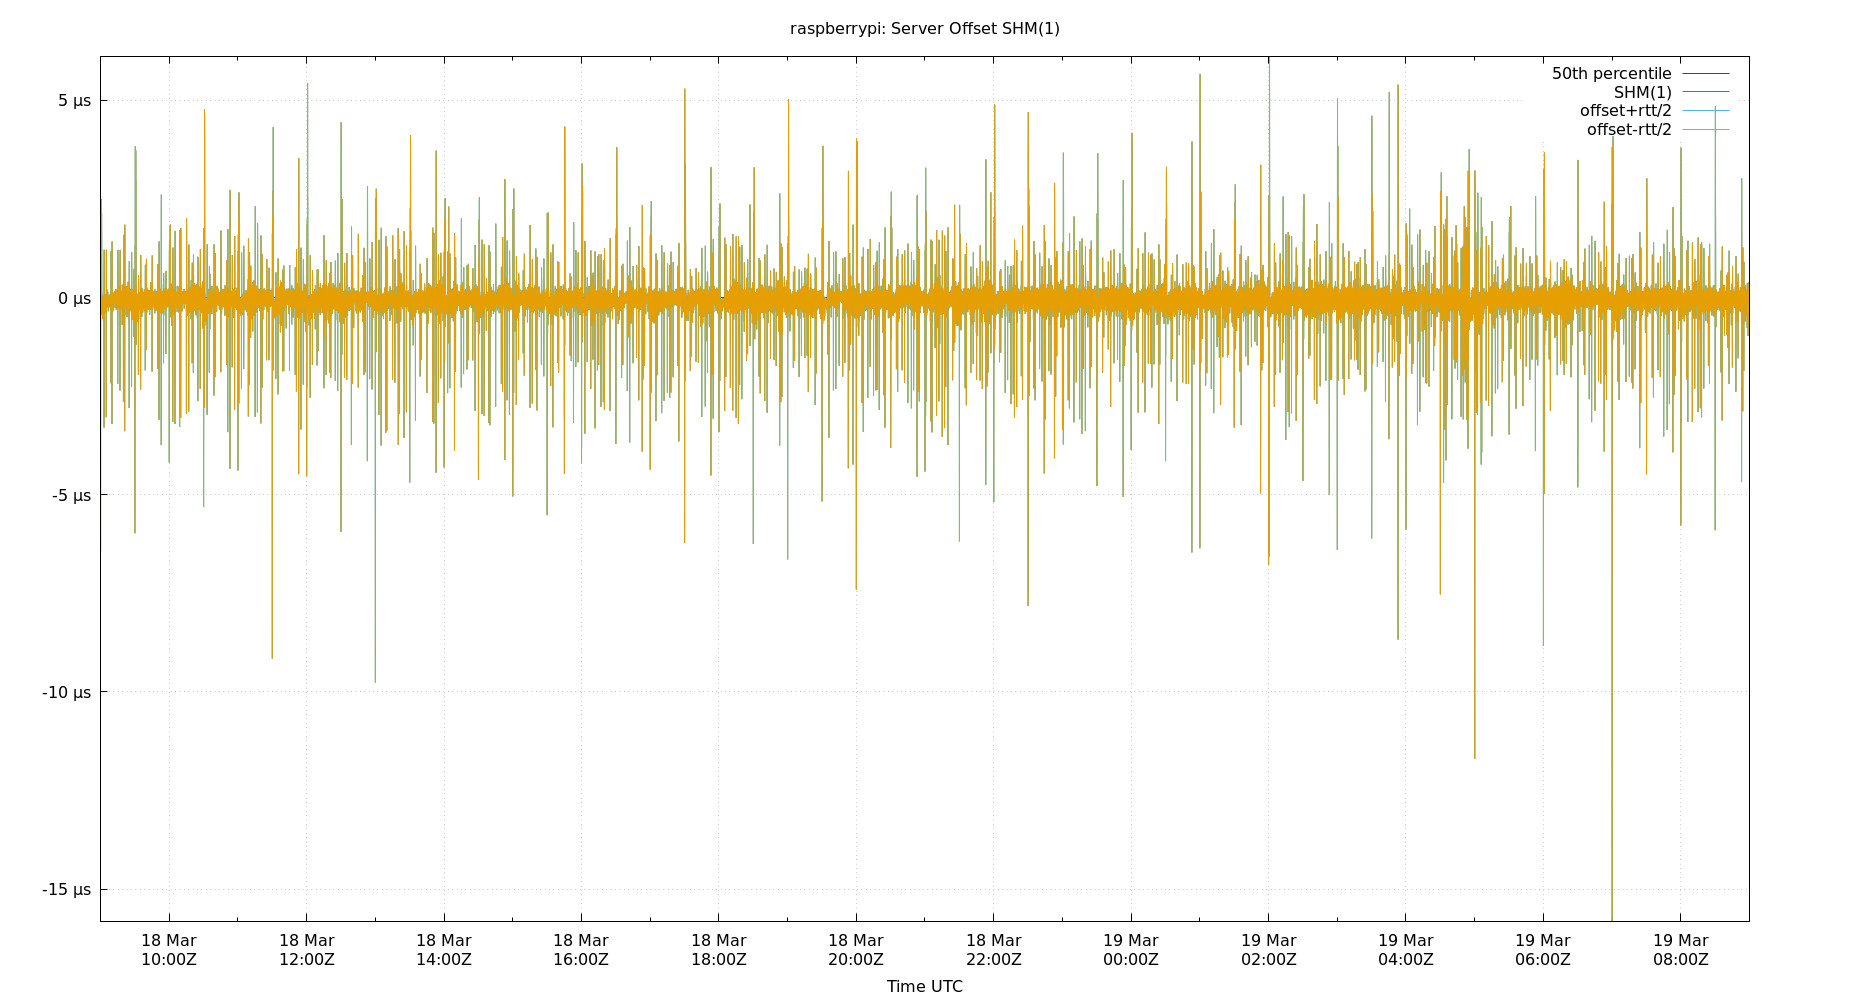 raspberrypi: Server Offset SHM(1)
50th percentile
SHM(1)
offset+rtt/2
offset-rtt/2
5 µs
0 µs
-5 µs
-10 µs
-15 µs
18 Mar 18 Mar 18 Mar 18 Mar 18 Mar 18 Mar 18 Mar 19 Mar 19 Mar 19 Mar 19 Mar 19 Mar
10:00Z 12:00Z 14:00Z 16:00Z 18:00Z 20:00Z 22:00Z 00:00Z 02:00Z 04:00Z 06:00Z 08:00Z
Time UTC